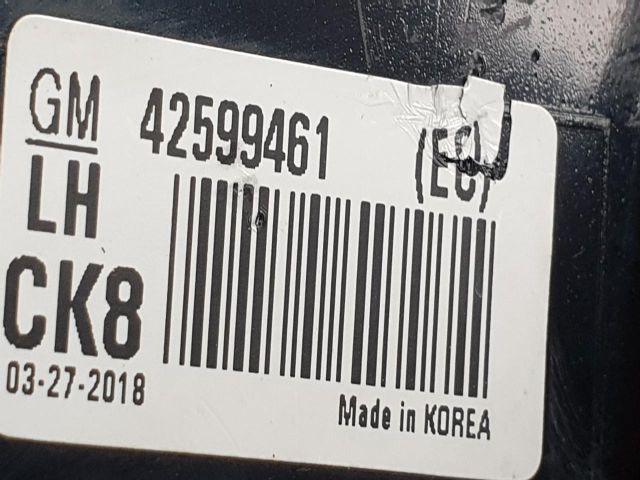 GM 42599461 (EC)
LH
CK8
03-27-2018
Made in KOREA